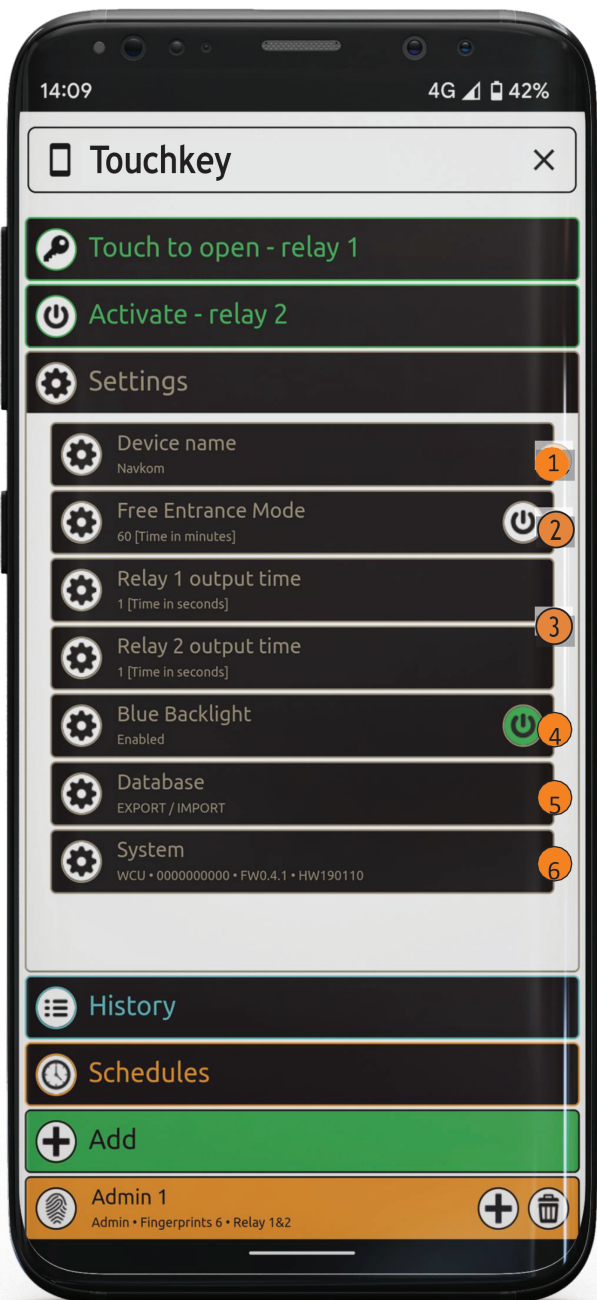 14:09 4G 42%
Touchkey
Touch to open - relay 1
Activate - relay 2
Settings
Device name
Navkom
1
Free Entrance Mode
60 [Time in minutes]
2
Relay 1 output time
1 [Time in seconds]
3
Relay 2 output time
1 [Time in seconds]
Blue Backlight
Enabled
4
Database
EXPORT / IMPORT
5
System
WCU • 0000000000 • FW0.4.1 • HW190110
6
History
Schedules
Add
Admin 1
Admin • Fingerprints 6 • Relay 1&2